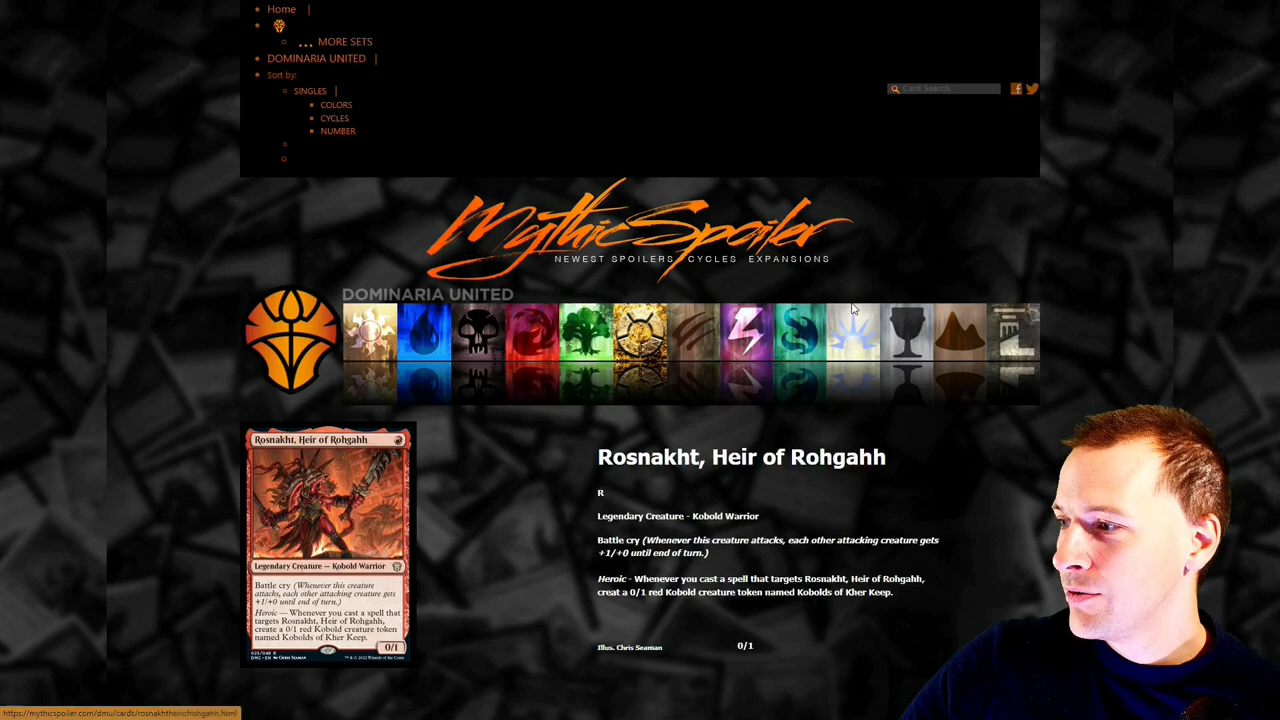 Home |
... MORE SETS
DOMINARIA UNITED |
Sort by:
SINGLES |
COLORS
CYCLES
NUMBER
Card Search
MythicSpoiler
NEWEST SPOILERS CYCLES EXPANSIONS
DOMINARIA UNITED
Rosnakht, Heir of Rohgahh
Legendary Creature — Kobold Warrior
Battle cry (Whenever this creature
attacks, each other attacking creature gets
+1/+0 until end of turn.)
Heroic — Whenever you cast a spell that
targets Rosnakht, Heir of Rohgahh,
create a 0/1 red Kobold creature token
named Kobolds of Kher Keep.
0/1
Rosnakht, Heir of Rohgahh
R
Legendary Creature - Kobold Warrior
Battle cry (Whenever this creature attacks, each other attacking creature gets
+1/+0 until end of turn.)
Heroic - Whenever you cast a spell that targets Rosnakht, Heir of Rohgahh,
creat a 0/1 red Kobold creature token named Kobolds of Kher Keep.
Illus. Chris Seaman 0/1
https://mythicspoiler.com/dmu/cards/rosnakhtheirofrohgahh.html